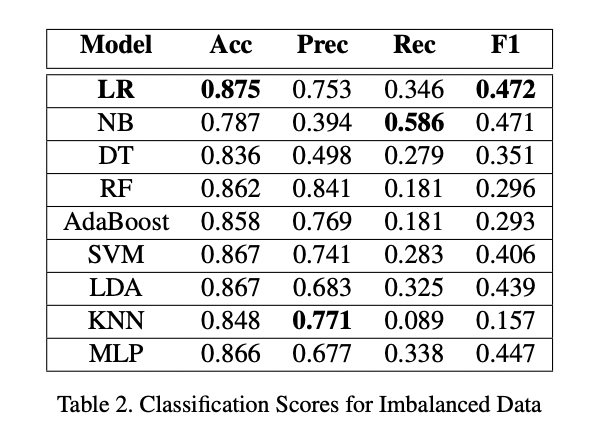 Model Acc Prec Rec F1
LR 0.875 0.753 0.346 0.472
NB 0.787 0.394 0.586 0.471
DT 0.836 0.498 0.279 0.351
RF 0.862 0.841 0.181 0.296
AdaBoost 0.858 0.769 0.181 0.293
SVM 0.867 0.741 0.283 0.406
LDA 0.867 0.683 0.325 0.439
KNN 0.848 0.771 0.089 0.157
MLP 0.866 0.677 0.338 0.447
Table 2. Classification Scores for Imbalanced Data